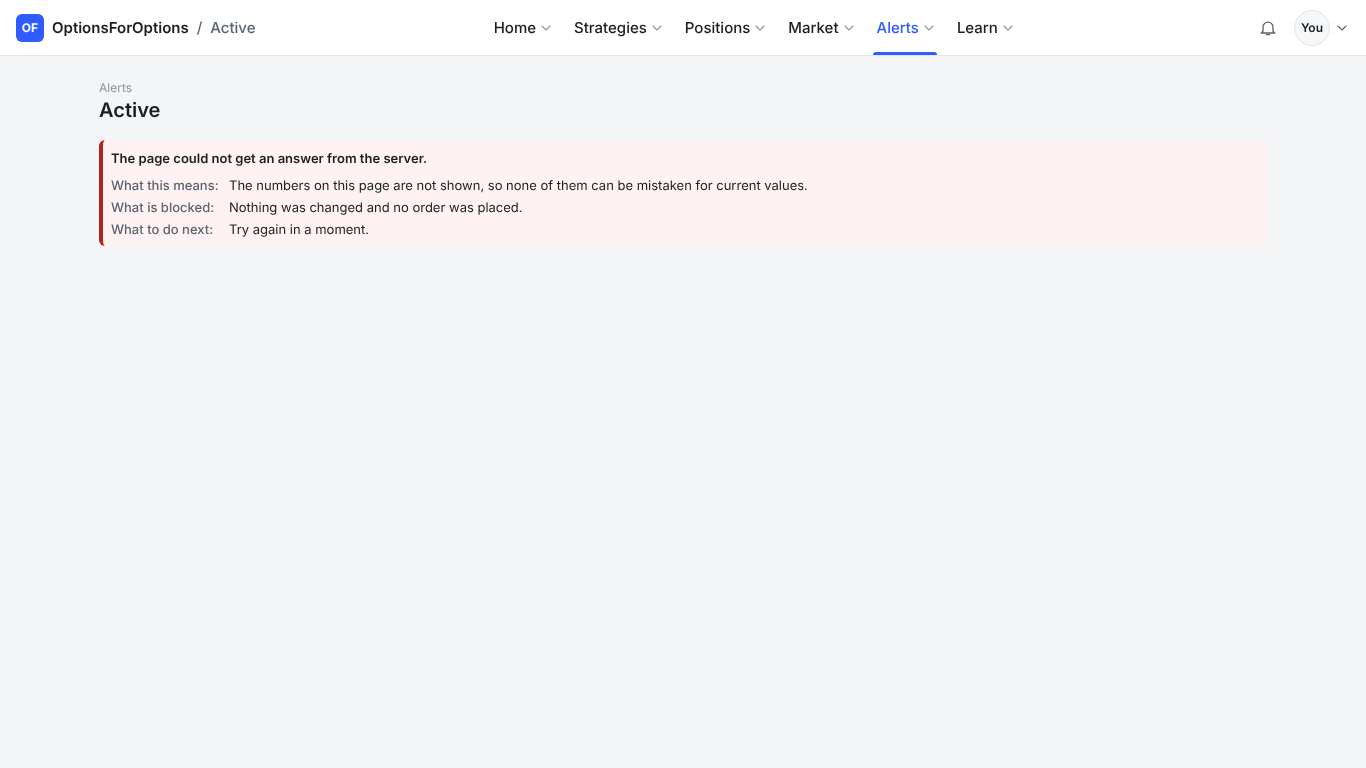 OF OptionsForOptions / Active Home Strategies Positions Market Alerts Learn You
Alerts
Active
The page could not get an answer from the server.
What this means: The numbers on this page are not shown, so none of them can be mistaken for current values.
What is blocked: Nothing was changed and no order was placed.
What to do next: Try again in a moment.